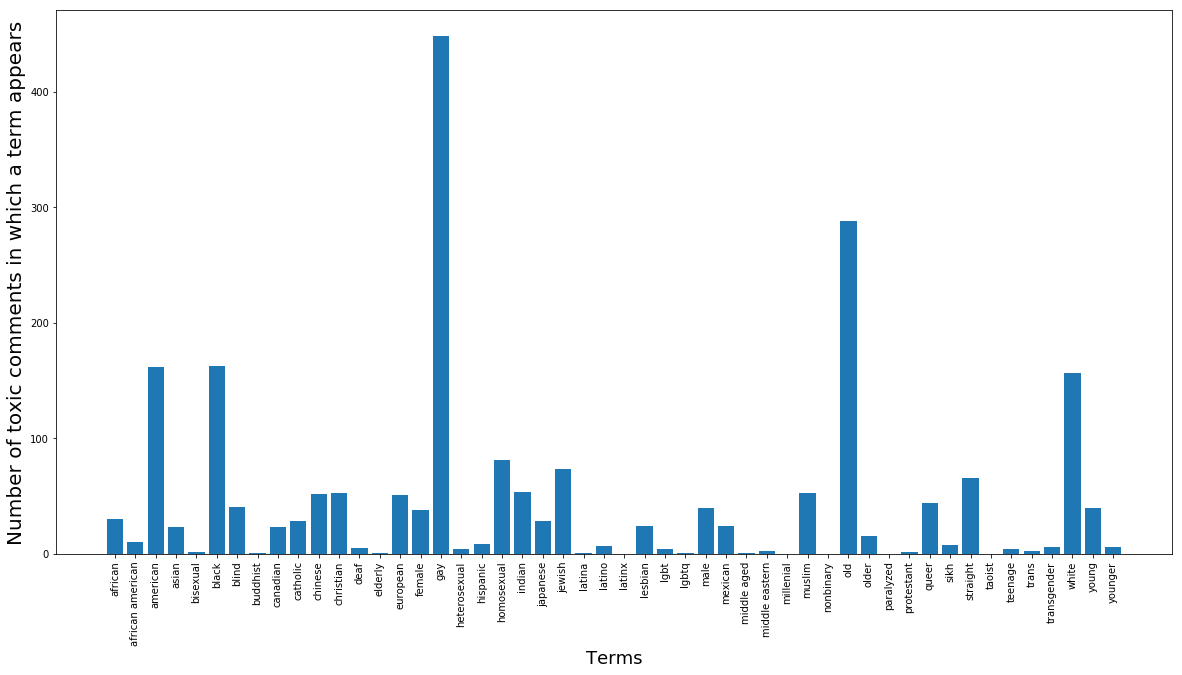 Number of toxic comments in which a term appears
400
300
200
100
0
african
african american
american
asian
bisexual
black
blind
buddhist
canadian
catholic
chinese
christian
deaf
elderly
european
female
gay
heterosexual
hispanic
homosexual
indian
japanese
jewish
latina
latino
latinx
lesbian
lgbt
lgbtq
male
mexican
middle aged
middle eastern
millenial
muslim
nonbinary
old
older
paralyzed
protestant
queer
sikh
straight
taoist
teenage
trans
transgender
white
young
younger
Terms